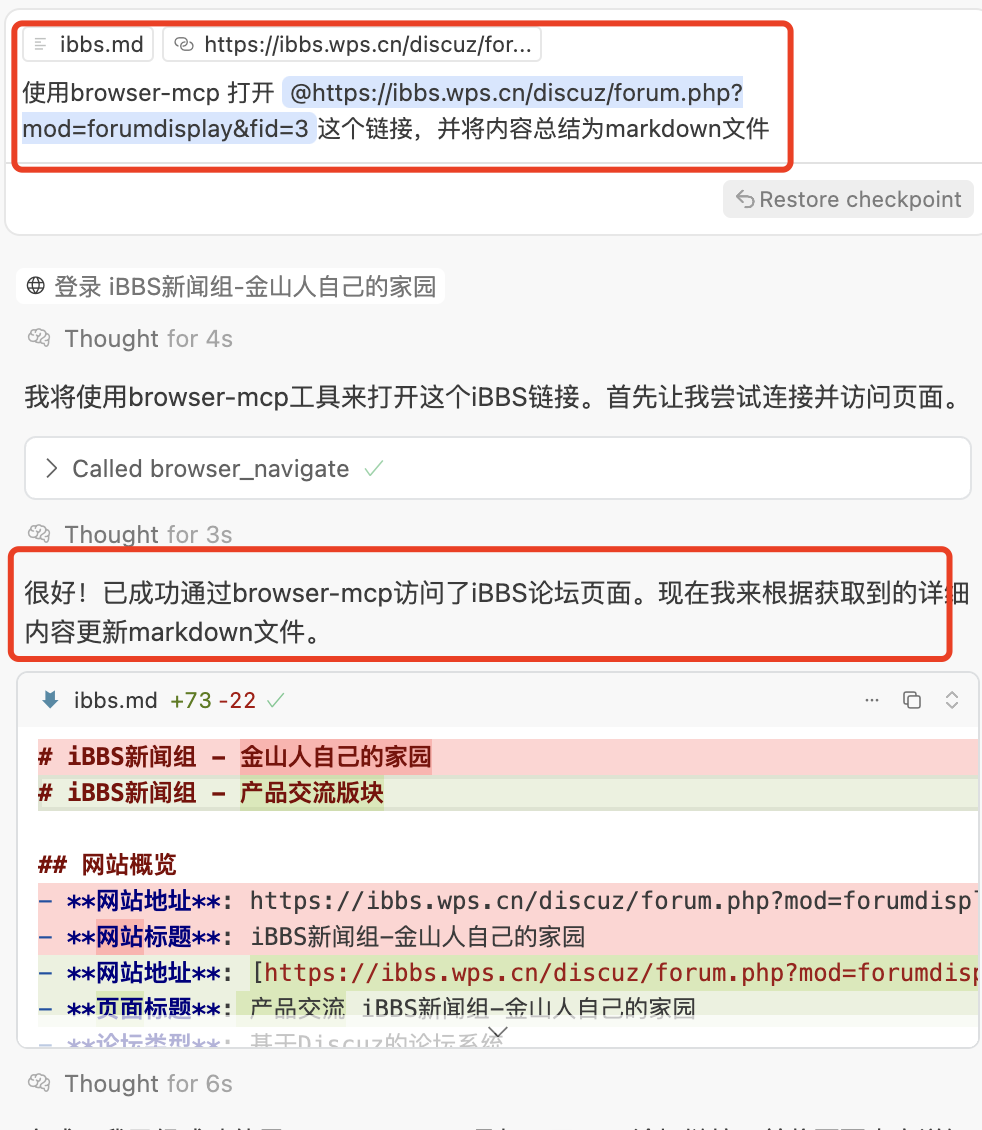 ibbs.md https://ibbs.wps.cn/discuz/for...
使用browser-mcp 打开 @https://ibbs.wps.cn/discuz/forum.php?
mod=forumdisplay&fid=3 这个链接，并将内容总结为markdown文件
Restore checkpoint
登录 iBBS新闻组-金山人自己的家园
Thought for 4s
我将使用browser-mcp工具来打开这个iBBS链接。首先让我尝试连接并访问页面。
Called browser_navigate
Thought for 3s
很好！已成功通过browser-mcp访问了iBBS论坛页面。现在我来根据获取到的详细
内容更新markdown文件。
ibbs.md +73 -22
# iBBS新闻组 - 金山人自己的家园
# iBBS新闻组 - 产品交流版块
## 网站概览
- **网站地址**: https://ibbs.wps.cn/discuz/forum.php?mod=forumdisp
- **网站标题**: iBBS新闻组-金山人自己的家园
- **网站地址**: [https://ibbs.wps.cn/discuz/forum.php?mod=forumdisp
- **页面标题**: 产品交流 iBBS新闻组-金山人自己的家园
- **论坛类型**: 基于Discuz的论坛系统
Thought for 6s